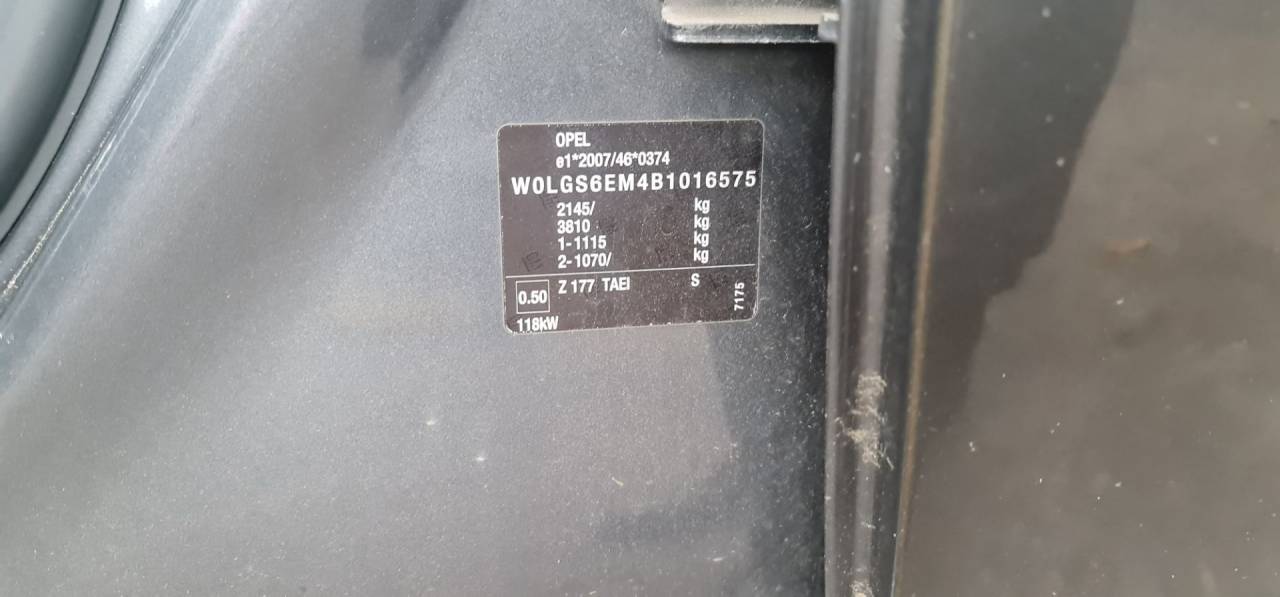 OPEL
e1*2007/46*0374
W0LGS6EM4B1016575
2145/ kg
3810 kg
1-1115 kg
2-1070/ kg
0.50 Z 177 TAEI S
7175
118kW